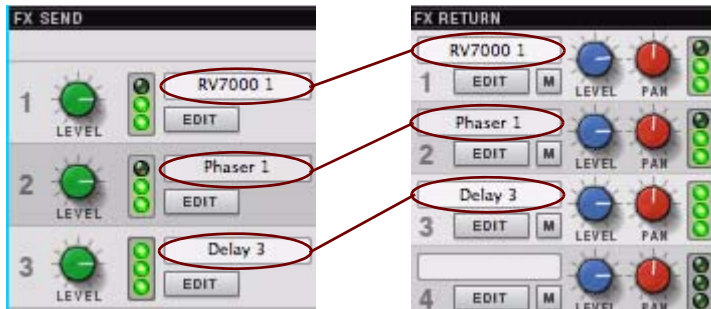 FX SEND
1
LEVEL
RV7000 1
EDIT
2
LEVEL
Phaser 1
EDIT
3
LEVEL
Delay 3
EDIT
FX RETURN
RV7000 1
1 EDIT M LEVEL PAN
Phaser 1
2 EDIT M LEVEL PAN
Delay 3
3 EDIT M LEVEL PAN
4 EDIT M LEVEL PAN